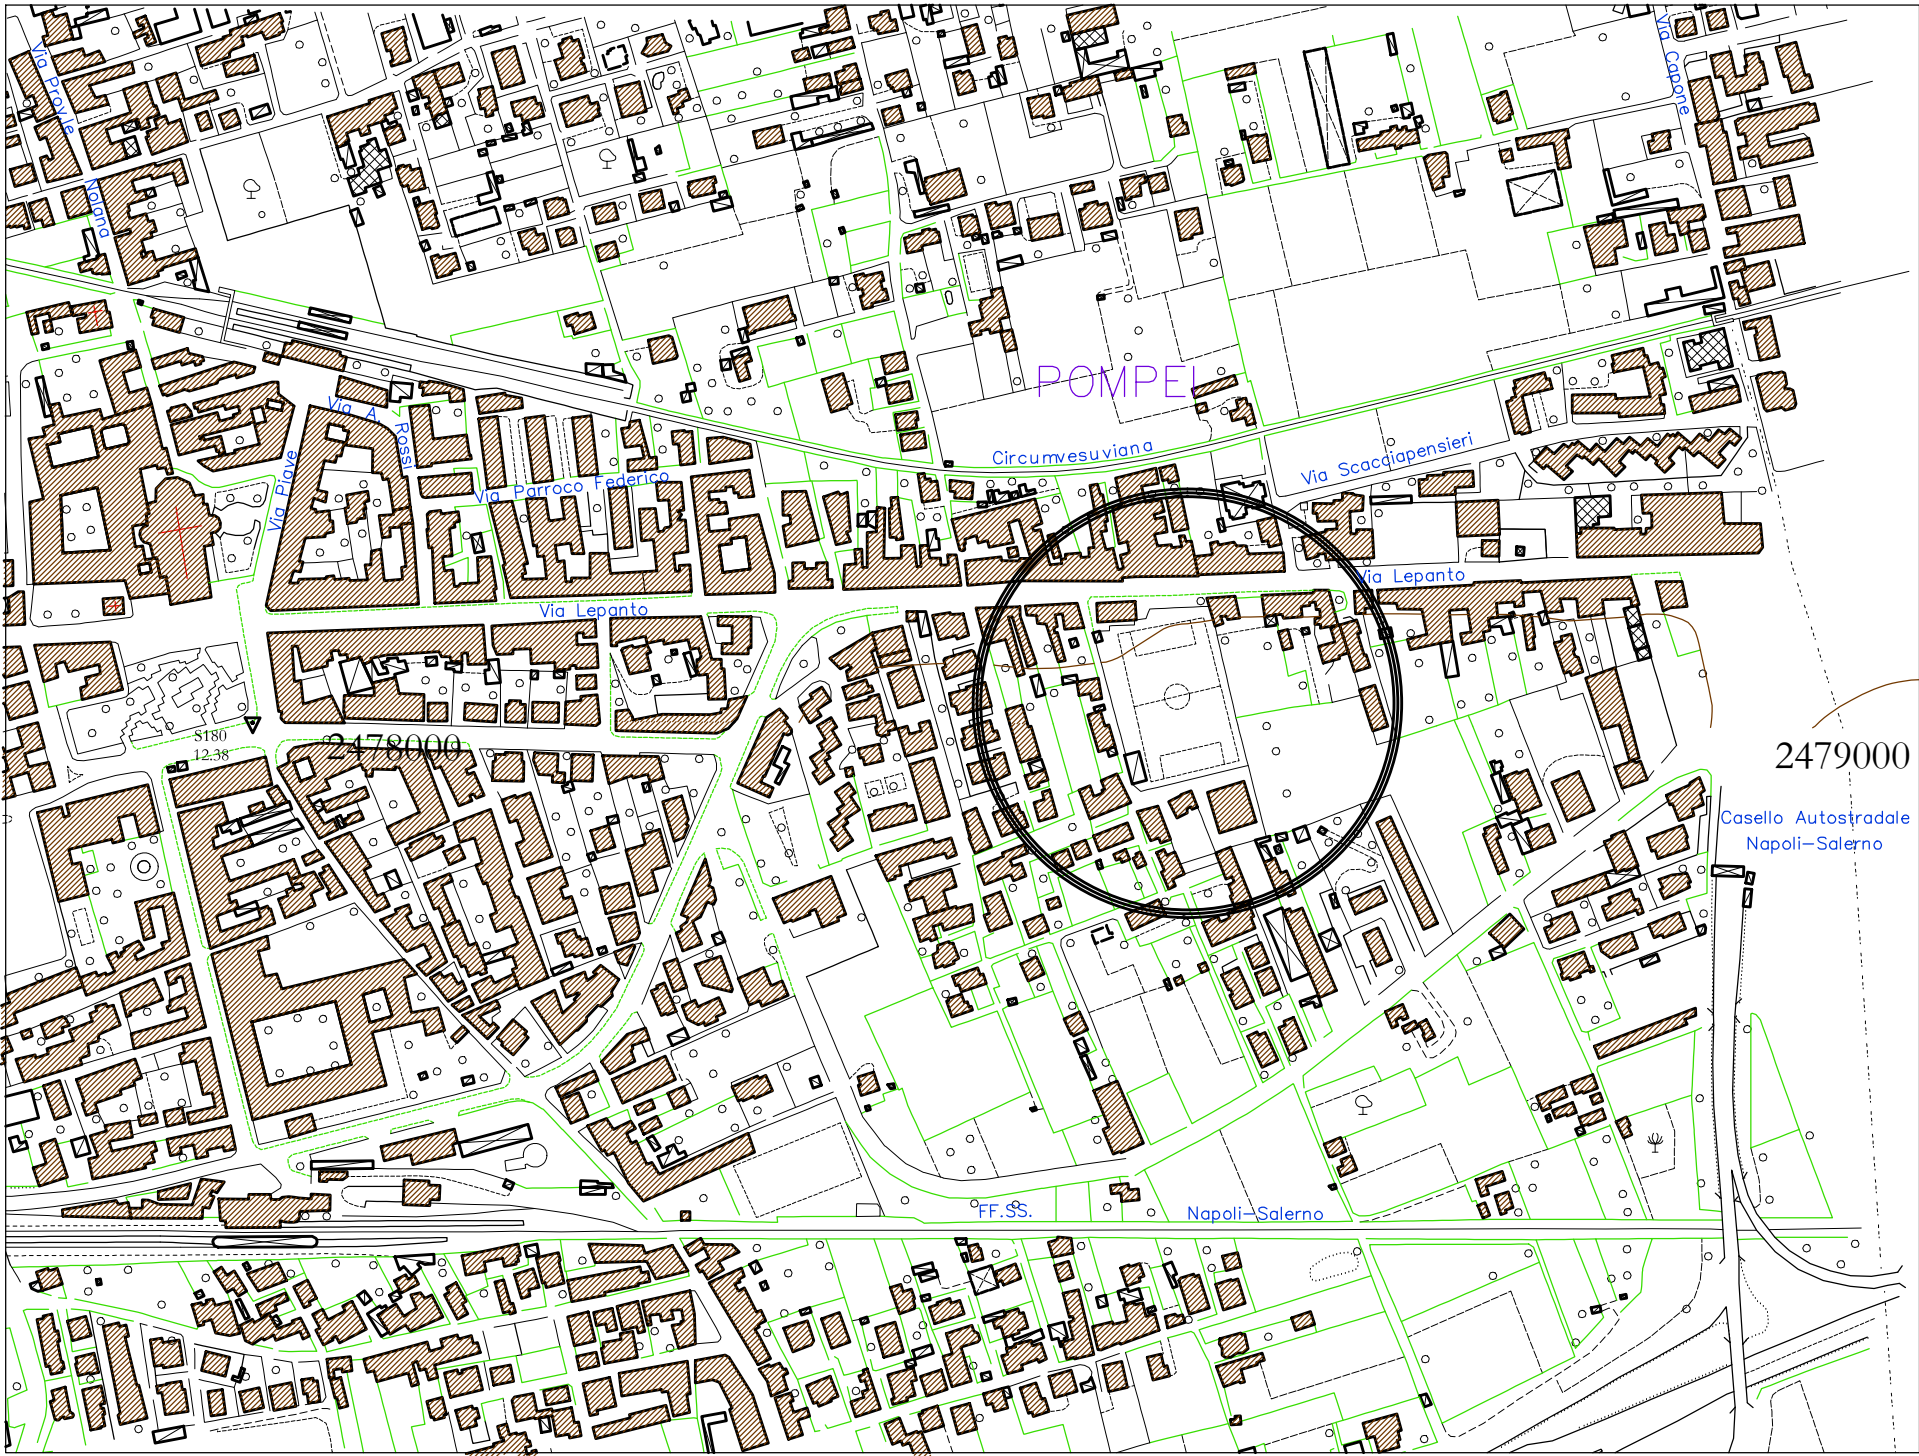 Via Provle
Nolana
Via Capone
POMPEI
Via A.
Rossi
Via Piave
Circumvesuviana
Via Scacciapensieri
Via Parroco Federico
Via Lepanto
Via Lepanto
S180
12.38
2478000
2479000
Casello Autostradale
Napoli-Salerno
FF.SS.
Napoli-Salerno